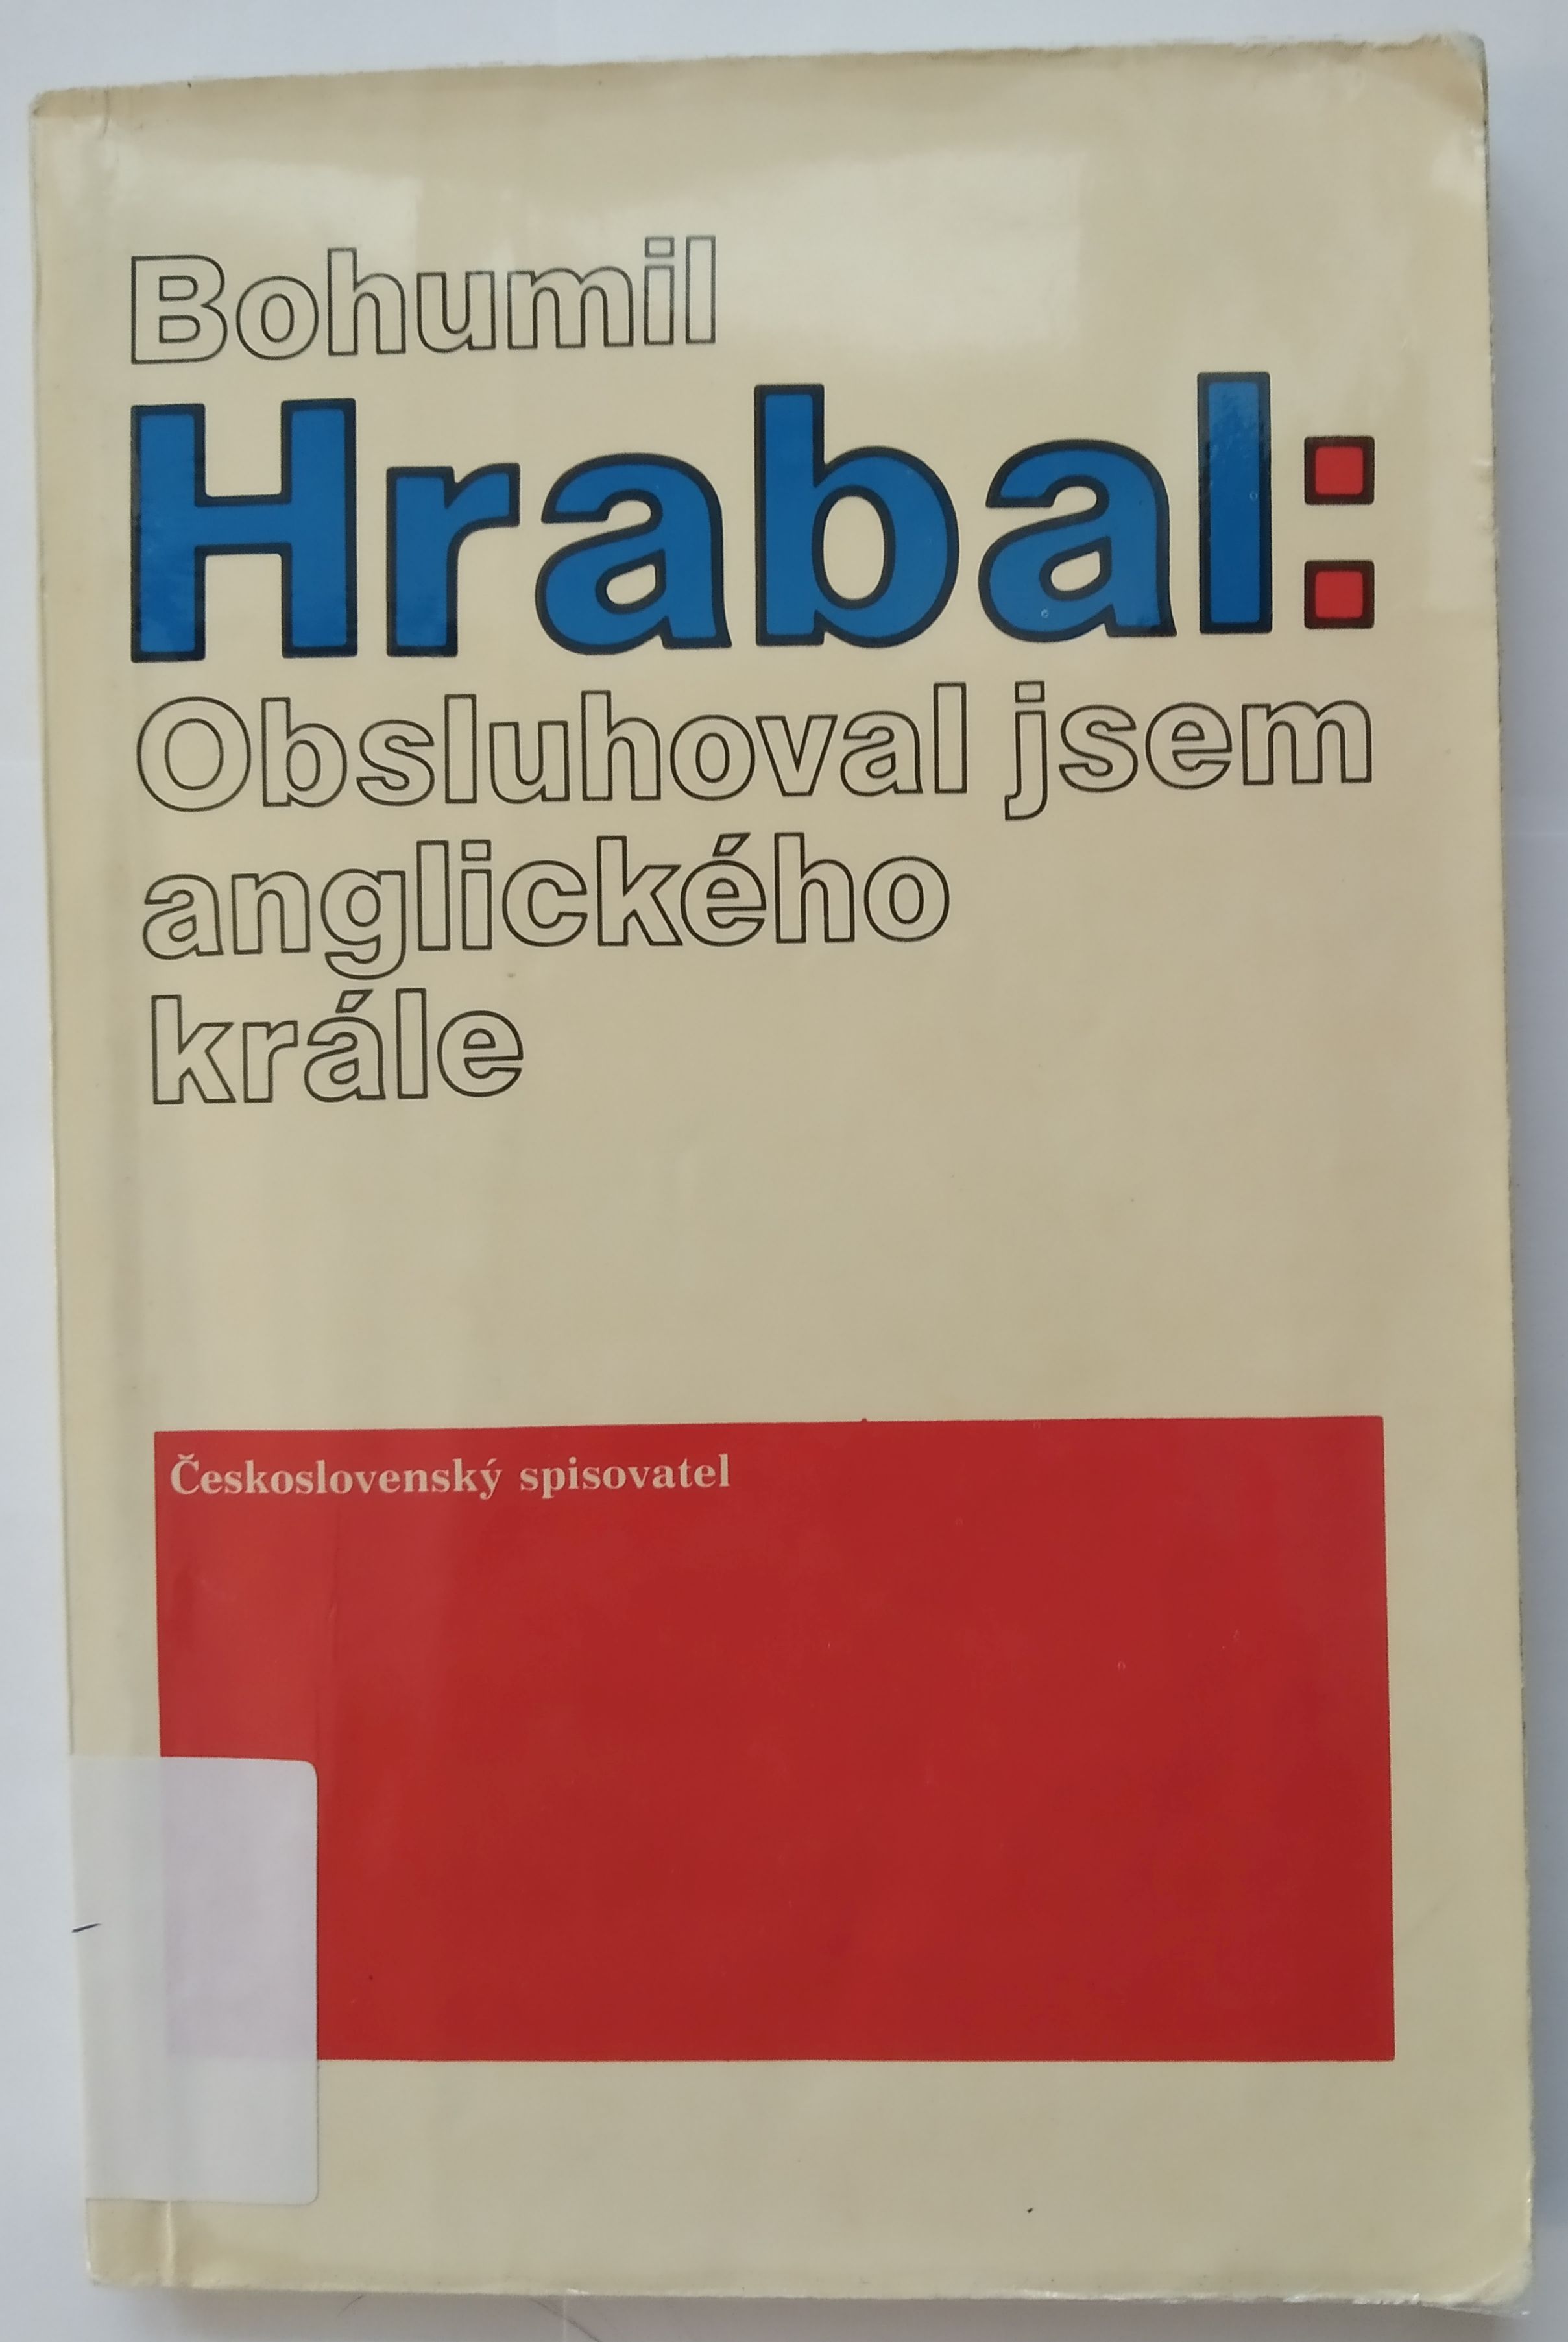 Bohumil
Hrabal:
Obsluhoval jsem
anglického
krále
Československý spisovatel